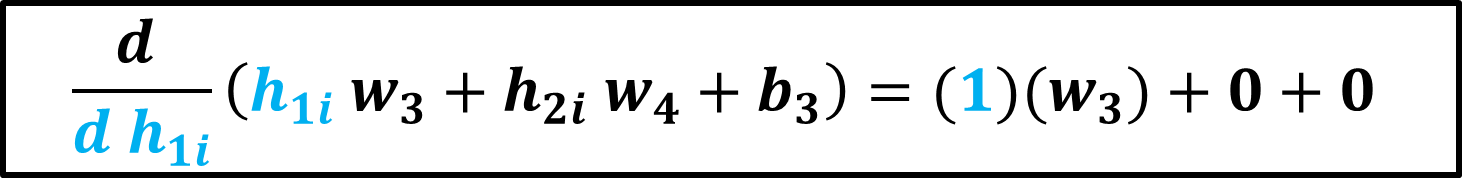 d/(d h₁ᵢ) (h₁ᵢ w₃ + h₂ᵢ w₄ + b₃) = (1)(w₃) + 0 + 0